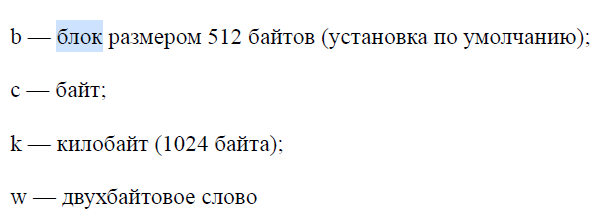 b — блок размером 512 байтов (установка по умолчанию);
c — байт;
k — килобайт (1024 байта);
w — двухбайтовое слово